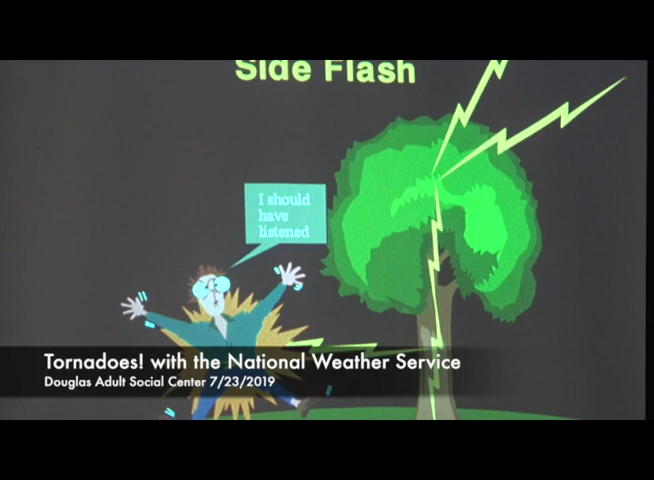 Side Flash
I should
have
listened
Tornadoes! with the National Weather Service
Douglas Adult Social Center 7/23/2019